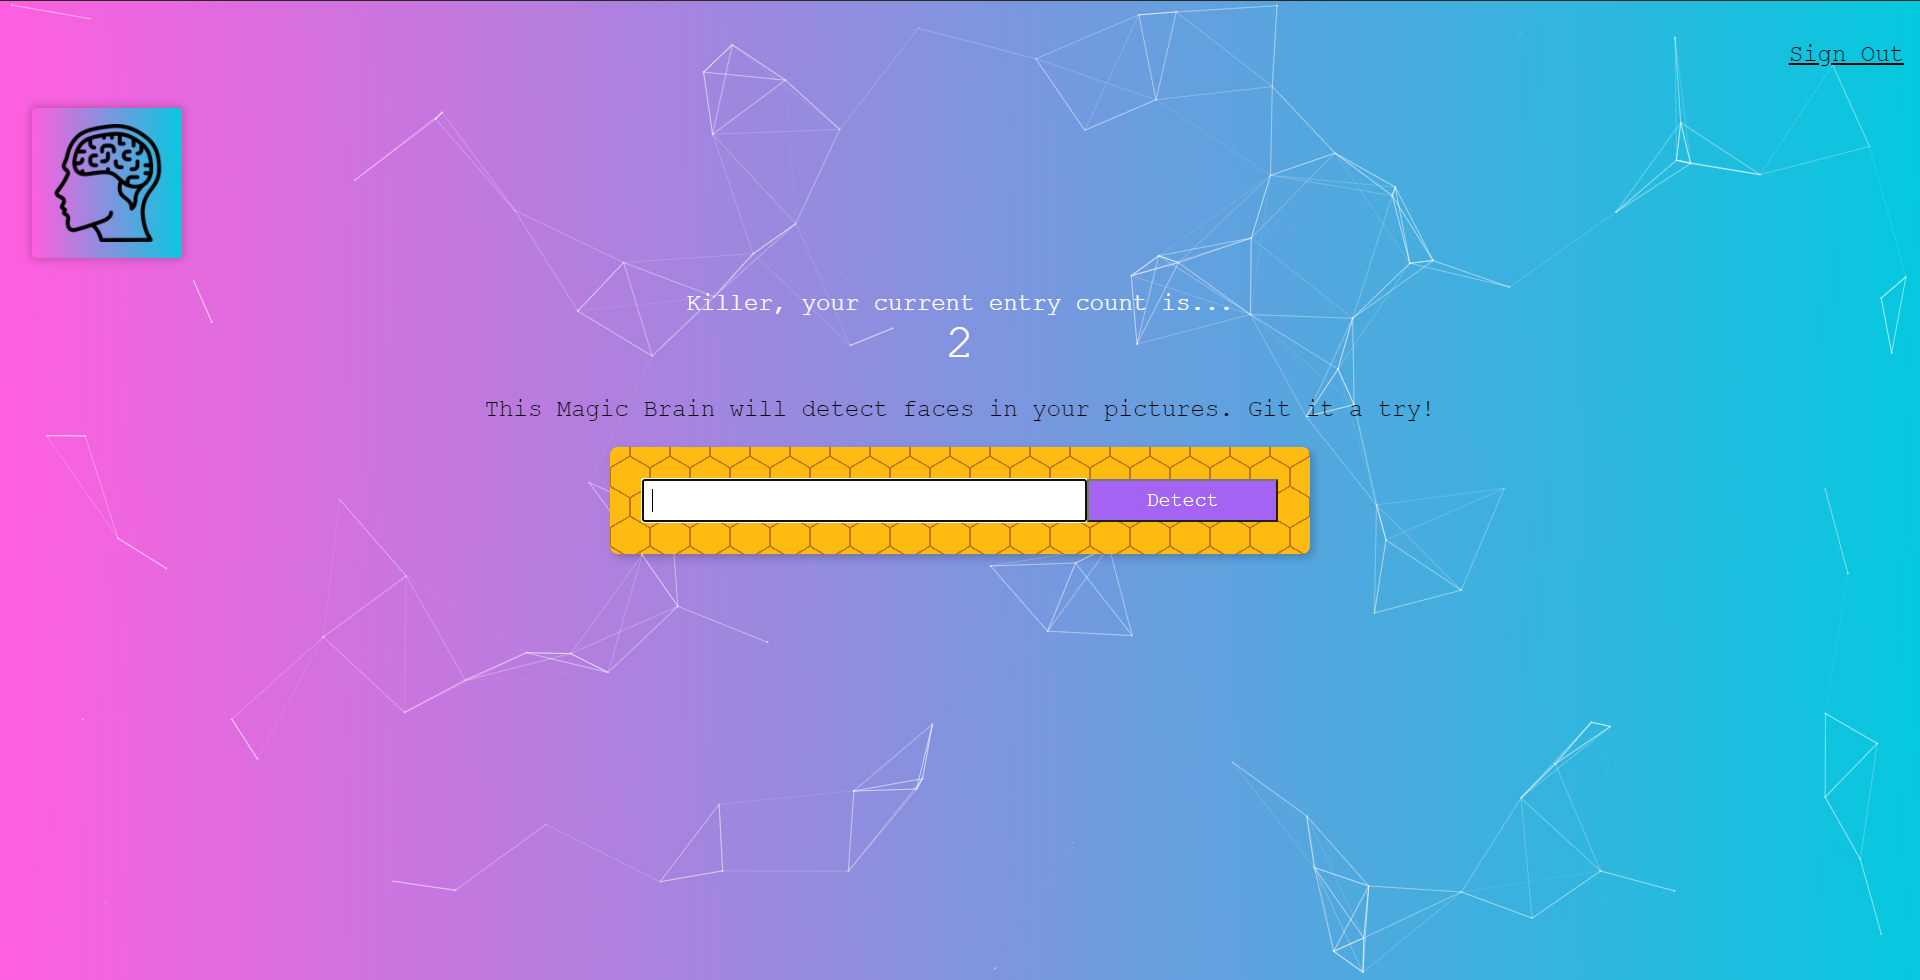 Sign Out
Killer, your current entry count is...
2
This Magic Brain will detect faces in your pictures. Git it a try!
Detect